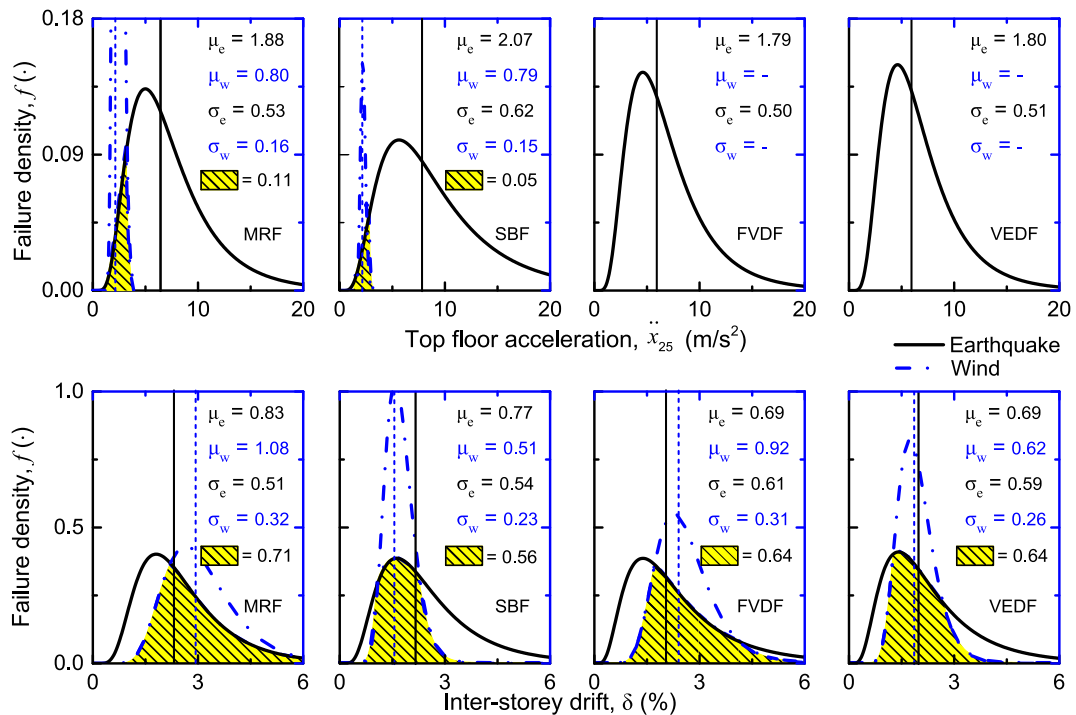 0.18
0.09
0.00
Failure density, f(·)
μe = 1.88
μw = 0.80
σe = 0.53
σw = 0.16
= 0.11
MRF
0 10 20
μe = 2.07
μw = 0.79
σe = 0.62
σw = 0.15
= 0.05
SBF
0 10 20
μe = 1.79
μw = -
σe = 0.50
σw = -
FVDF
0 10 20
μe = 1.80
μw = -
σe = 0.51
σw = -
VEDF
0 10 20
Top floor acceleration, ẍ25 (m/s²)
Earthquake
Wind
1.0
0.5
0.0
Failure density, f(·)
μe = 0.83
μw = 1.08
σe = 0.51
σw = 0.32
= 0.71
MRF
0 3 6
μe = 0.77
μw = 0.51
σe = 0.54
σw = 0.23
= 0.56
SBF
0 3 6
μe = 0.69
μw = 0.92
σe = 0.61
σw = 0.31
= 0.64
FVDF
0 3 6
μe = 0.69
μw = 0.62
σe = 0.59
σw = 0.26
= 0.64
VEDF
0 3 6
Inter-storey drift, δ (%)